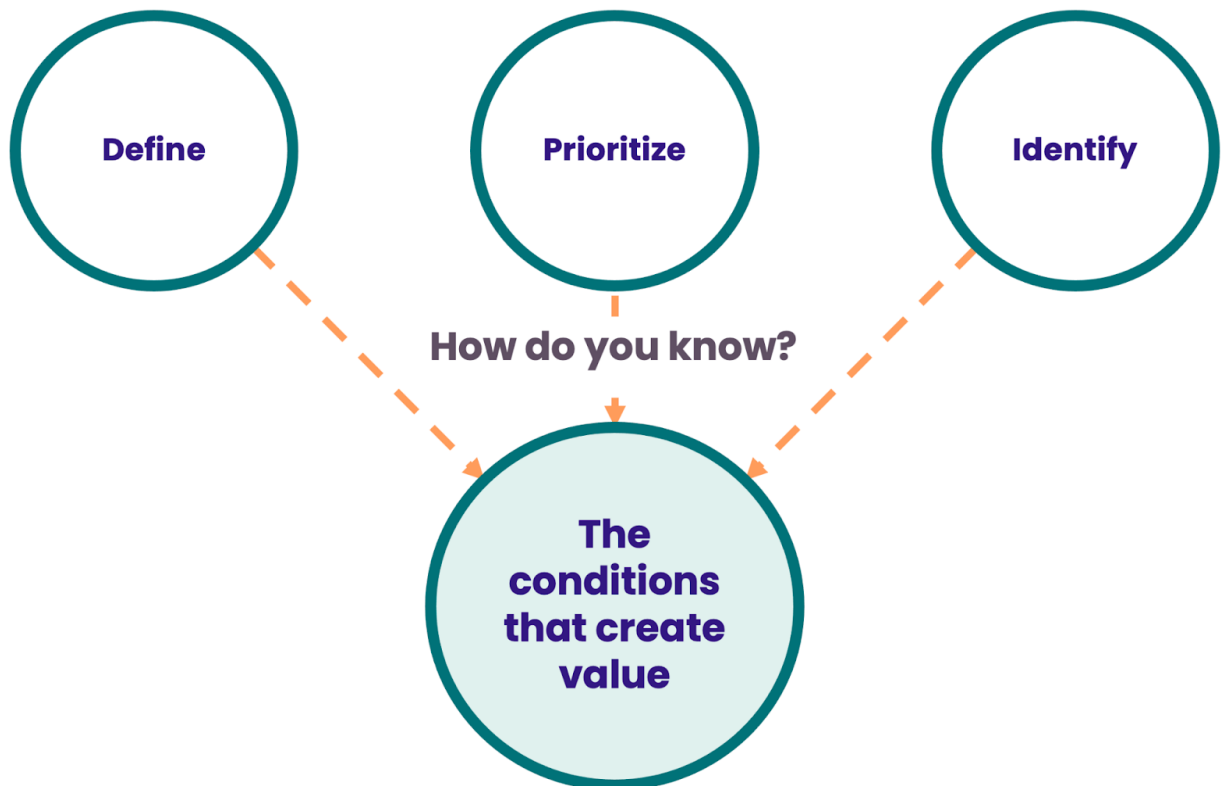 Define
Prioritize
Identify
How do you know?
The
conditions
that create
value